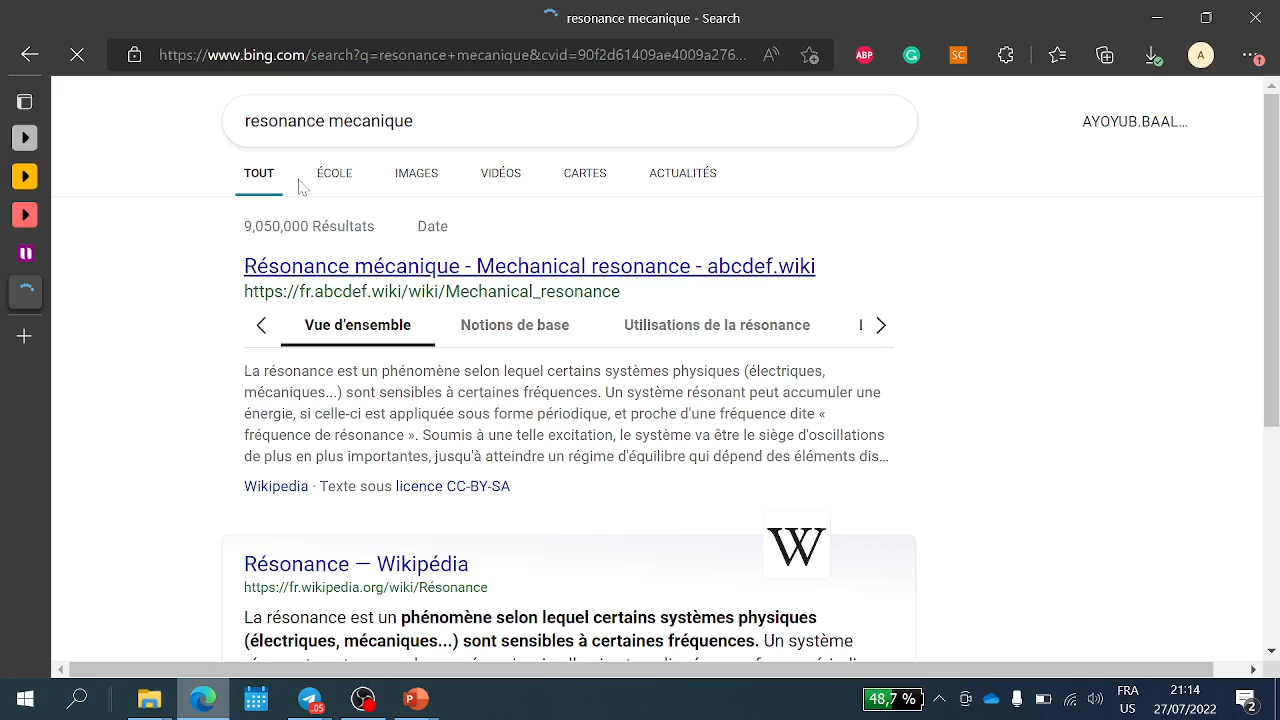 resonance mecanique - Search
https://www.bing.com/search?q=resonance+mecanique&cvid=90f2d61409ae4009a276...
ABP
SC
A
resonance mecanique
AYOYUB.BAAL...
TOUT ÉCOLE IMAGES VIDÉOS CARTES ACTUALITÉS
9,050,000 Résultats Date
Résonance mécanique - Mechanical resonance - abcdef.wiki
https://fr.abcdef.wiki/wiki/Mechanical_resonance
Vue d'ensemble Notions de base Utilisations de la résonance
La résonance est un phénomène selon lequel certains systèmes physiques (électriques,
mécaniques...) sont sensibles à certaines fréquences. Un système résonant peut accumuler une
énergie, si celle-ci est appliquée sous forme périodique, et proche d'une fréquence dite «
fréquence de résonance ». Soumis à une telle excitation, le système va être le siège d'oscillations
de plus en plus importantes, jusqu'à atteindre un régime d'équilibre qui dépend des éléments dis...
Wikipedia · Texte sous licence CC-BY-SA
W
Résonance — Wikipédia
https://fr.wikipedia.org/wiki/Résonance
La résonance est un phénomène selon lequel certains systèmes physiques
(électriques, mécaniques...) sont sensibles à certaines fréquences. Un système
48,7 %
FRA
US
21:14
27/07/2022
2